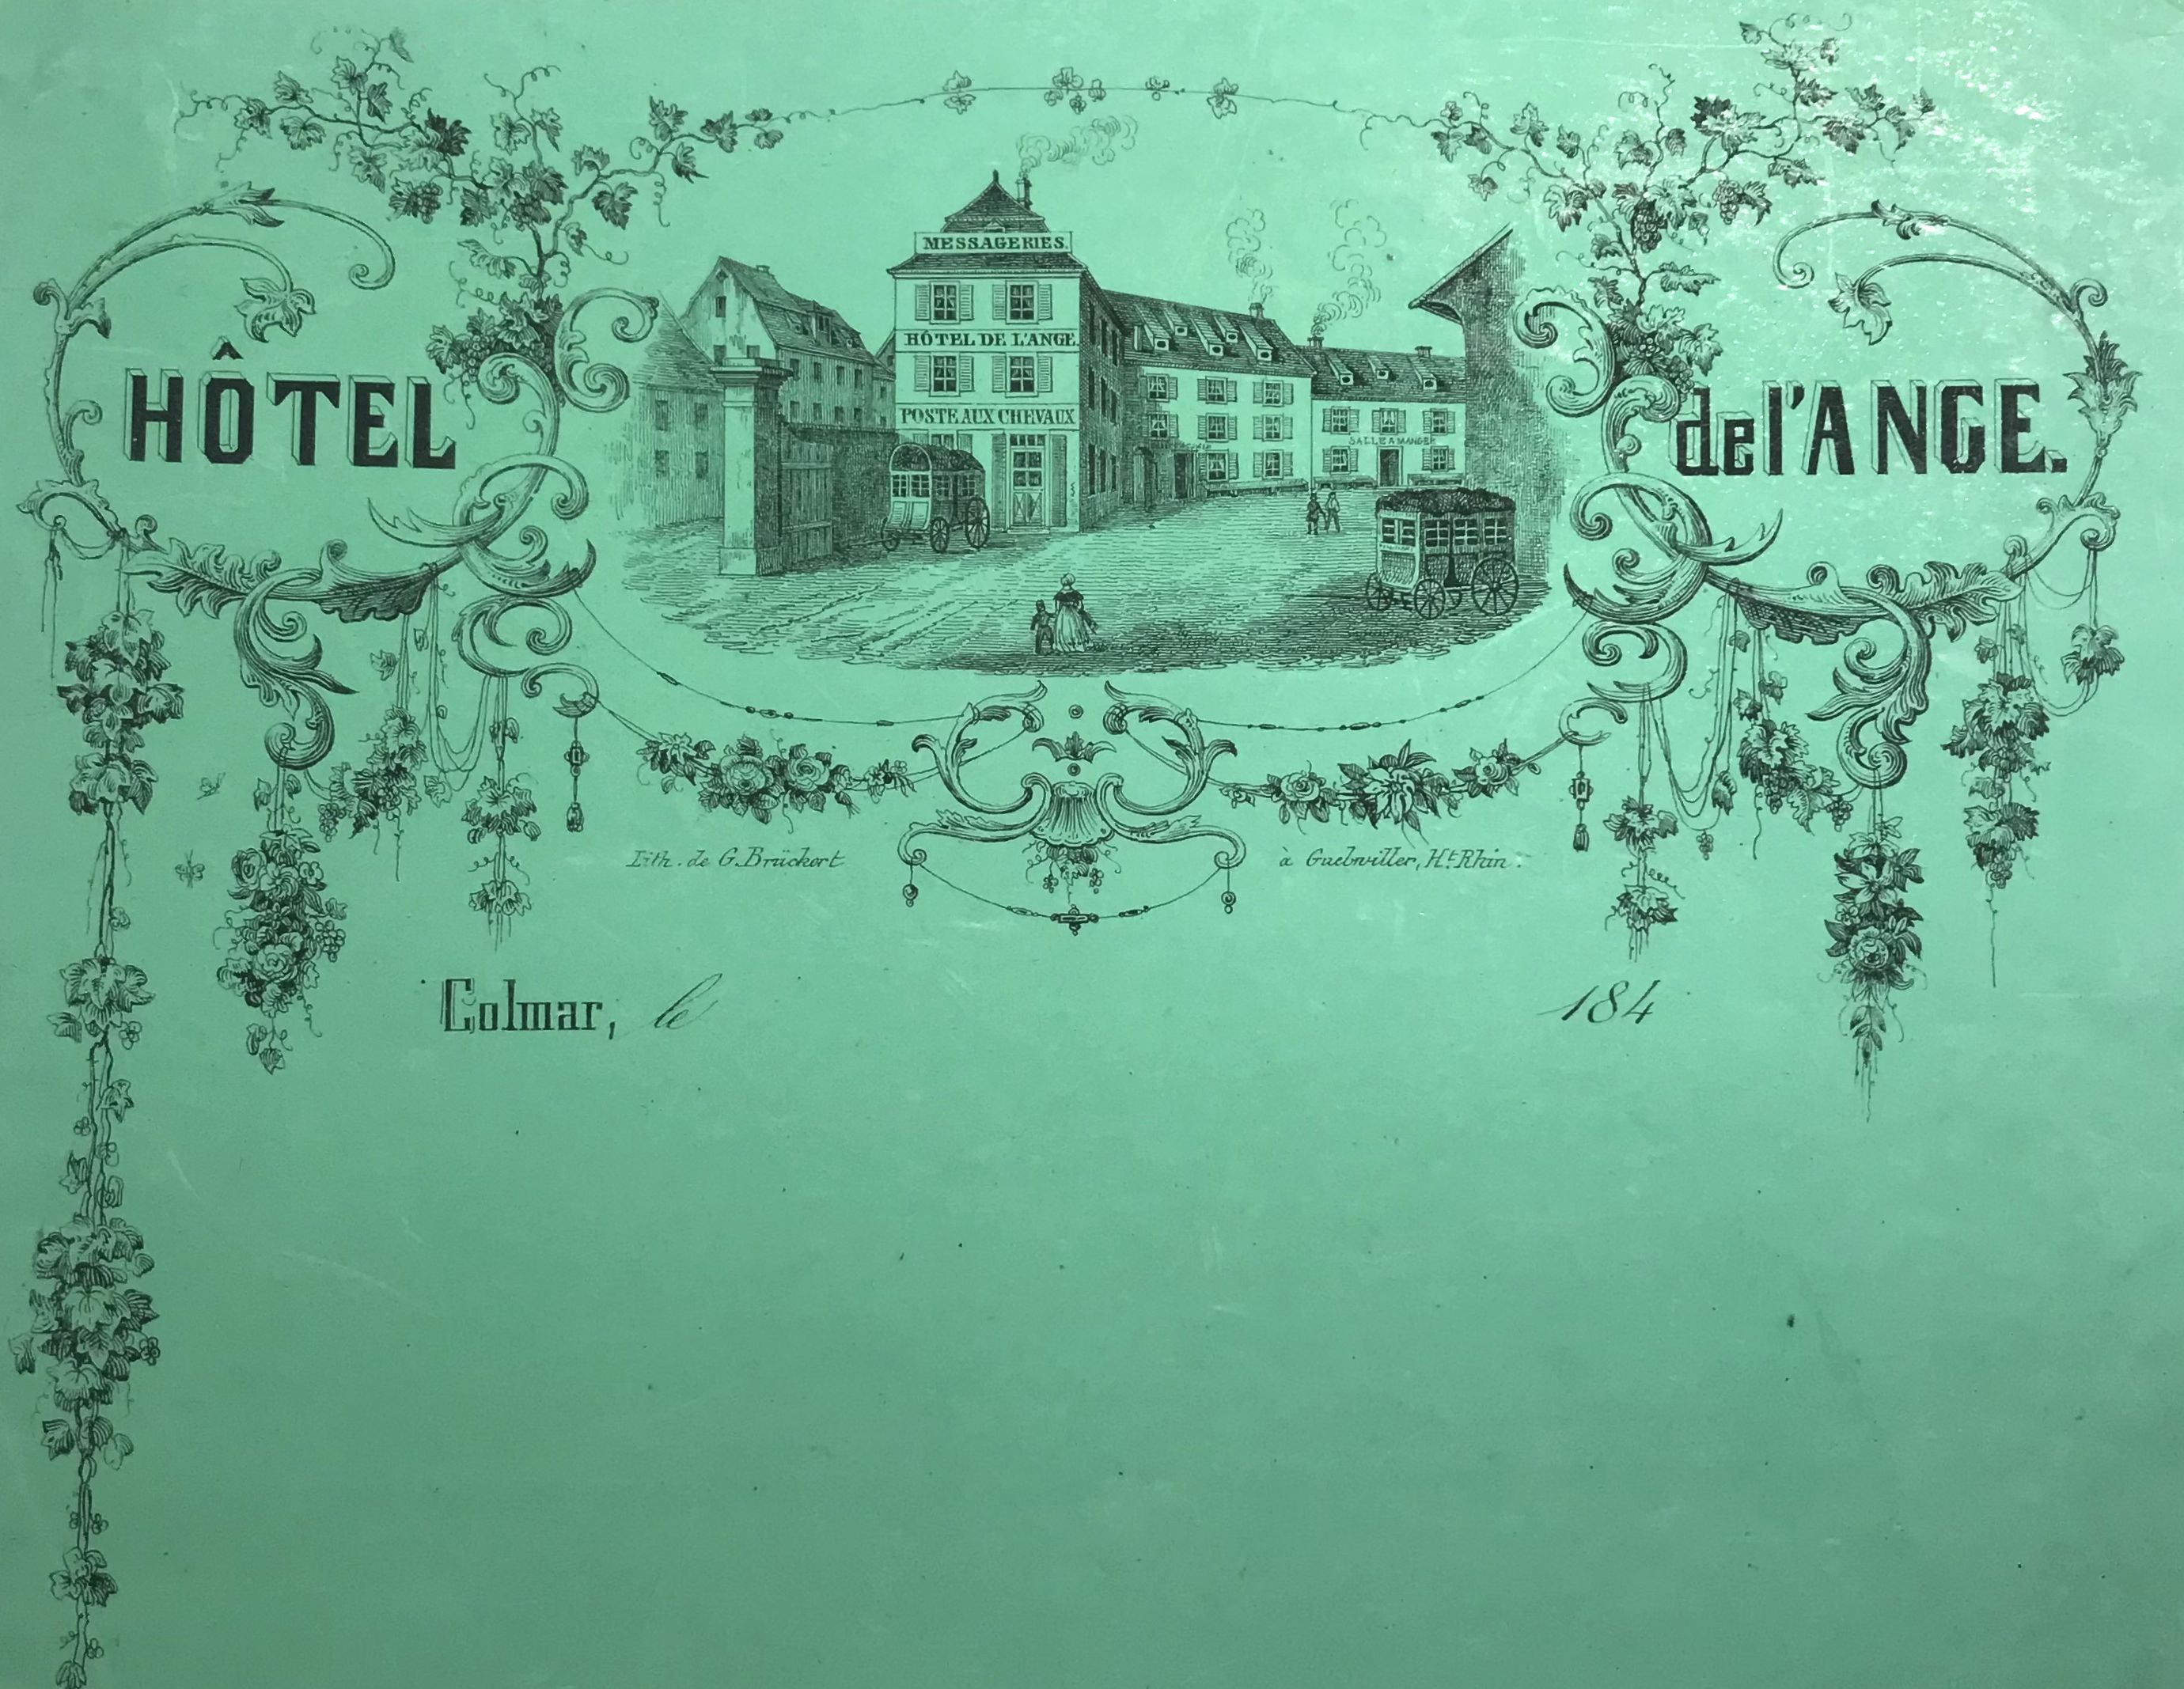 MESSAGERIES.
HÔTEL DE L'ANGE.
POSTE AUX CHEVAUX
SALLE A MANGER
HÔTEL de l'ANGE.
Lith. de G. Brückert à Guebwiller, Ht. Rhin.
Colmar, le 184